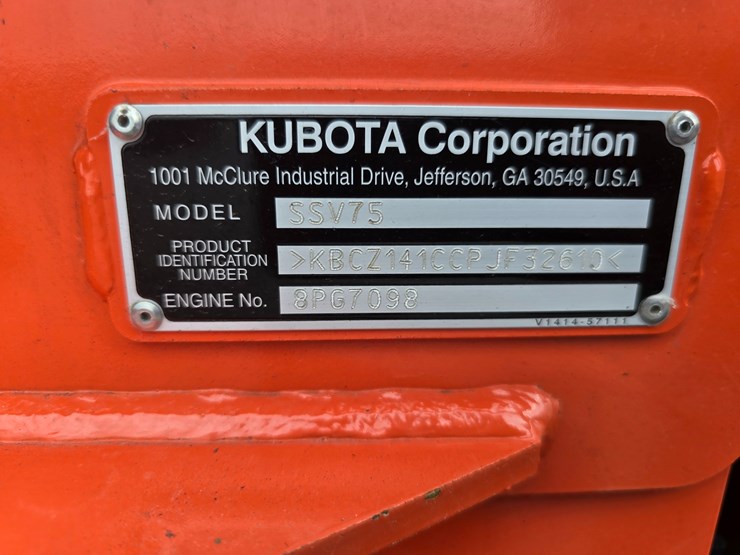 KUBOTA Corporation
1001 McClure Industrial Drive, Jefferson, GA 30549, U.S.A
MODEL SSV75
PRODUCT IDENTIFICATION NUMBER >KBCZ141CCPJF32610<
ENGINE No. 8PG7098
V1414-57111